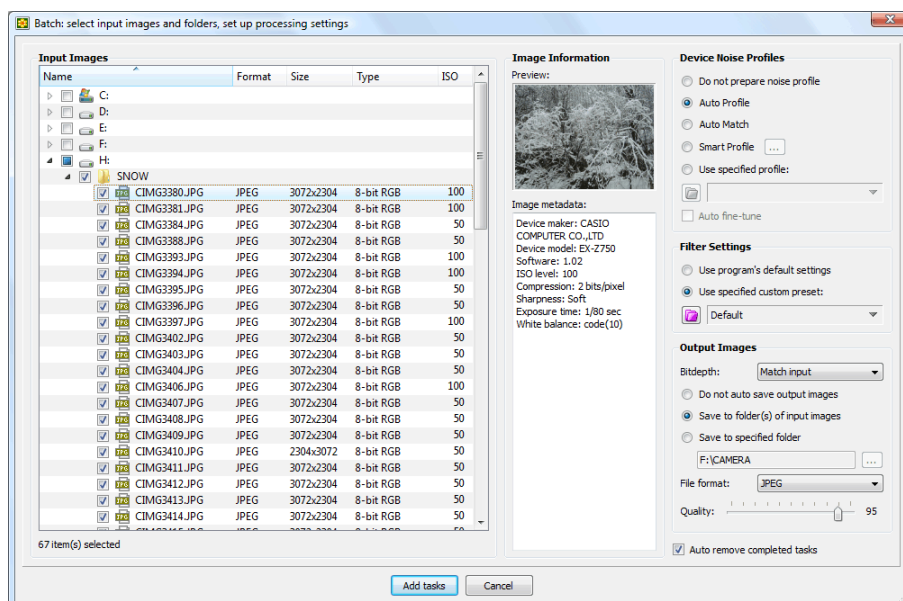 Batch: select input images and folders, set up processing settings
Input Images
Name Format Size Type ISO
C:
D:
E:
F:
H:
SNOW
CIMG3380.JPG JPEG 3072x2304 8-bit RGB 100
CIMG3381.JPG JPEG 3072x2304 8-bit RGB 100
CIMG3384.JPG JPEG 3072x2304 8-bit RGB 50
CIMG3388.JPG JPEG 3072x2304 8-bit RGB 50
CIMG3393.JPG JPEG 3072x2304 8-bit RGB 100
CIMG3394.JPG JPEG 3072x2304 8-bit RGB 100
CIMG3395.JPG JPEG 3072x2304 8-bit RGB 50
CIMG3396.JPG JPEG 3072x2304 8-bit RGB 50
CIMG3397.JPG JPEG 3072x2304 8-bit RGB 100
CIMG3402.JPG JPEG 3072x2304 8-bit RGB 50
CIMG3403.JPG JPEG 3072x2304 8-bit RGB 50
CIMG3404.JPG JPEG 3072x2304 8-bit RGB 50
CIMG3406.JPG JPEG 3072x2304 8-bit RGB 100
CIMG3407.JPG JPEG 3072x2304 8-bit RGB 50
CIMG3408.JPG JPEG 3072x2304 8-bit RGB 50
CIMG3409.JPG JPEG 3072x2304 8-bit RGB 50
CIMG3410.JPG JPEG 2304x3072 8-bit RGB 50
CIMG3411.JPG JPEG 3072x2304 8-bit RGB 50
CIMG3412.JPG JPEG 3072x2304 8-bit RGB 50
CIMG3413.JPG JPEG 3072x2304 8-bit RGB 50
CIMG3414.JPG JPEG 3072x2304 8-bit RGB 50
67 item(s) selected
Image Information
Preview:
Image metadata:
Device maker: CASIO
COMPUTER CO.,LTD
Device model: EX-Z750
Software: 1.02
ISO level: 100
Compression: 2 bits/pixel
Sharpness: Soft
Exposure time: 1/80 sec
White balance: code(10)
Device Noise Profiles
Do not prepare noise profile
Auto Profile
Auto Match
Smart Profile ...
Use specified profile:
Auto fine-tune
Filter Settings
Use program's default settings
Use specified custom preset:
Default
Output Images
Bitdepth: Match input
Do not auto save output images
Save to folder(s) of input images
Save to specified folder
F:\CAMERA ...
File format: JPEG
Quality: 95
Auto remove completed tasks
Add tasks Cancel